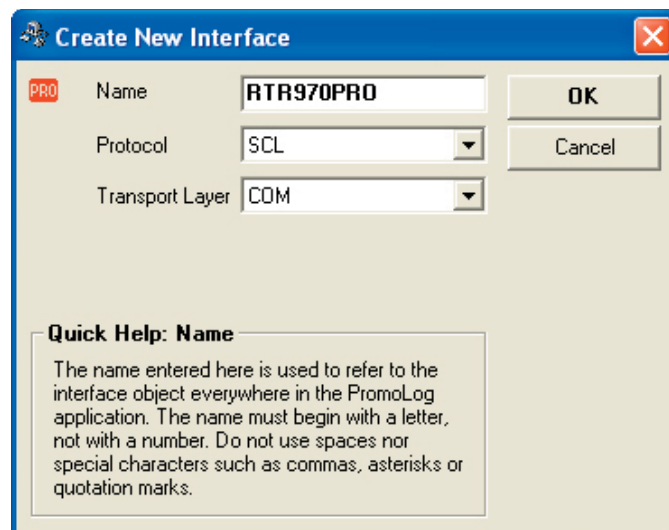 Create New Interface
PRO Name RTR970PRO OK
Protocol SCL Cancel
Transport Layer COM
Quick Help: Name
The name entered here is used to refer to the
interface object everywhere in the PromoLog
application. The name must begin with a letter,
not with a number. Do not use spaces nor
special characters such as commas, asterisks or
quotation marks.